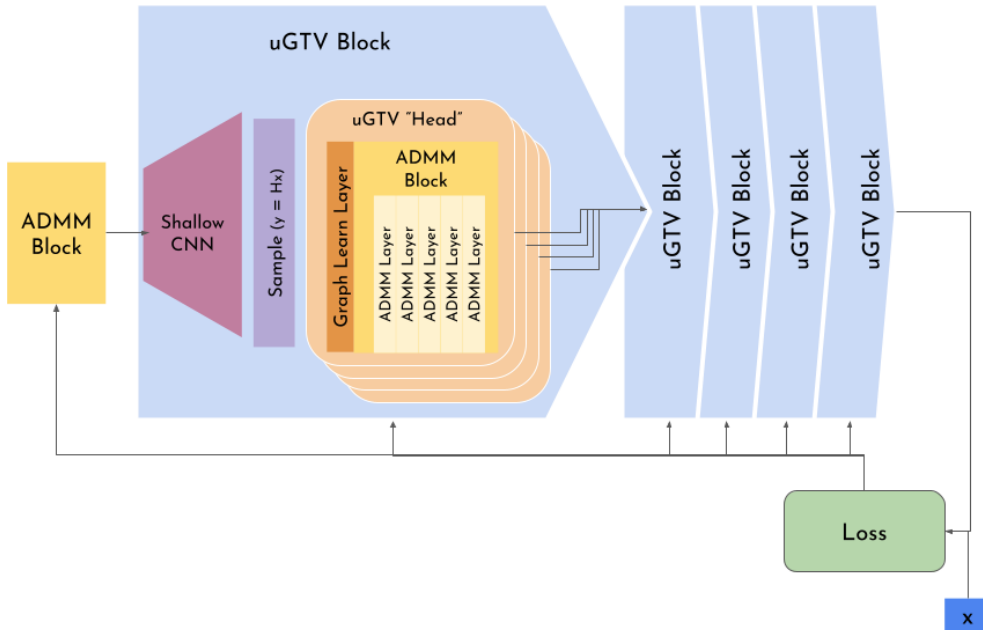 uGTV Block
uGTV "Head"
ADMM
Block
Shallow
CNN
Sample (y = Hx)
Graph Learn Layer
ADMM
Block
ADMM Layer
ADMM Layer
ADMM Layer
ADMM Layer
ADMM Layer
uGTV Block
uGTV Block
uGTV Block
uGTV Block
Loss
x